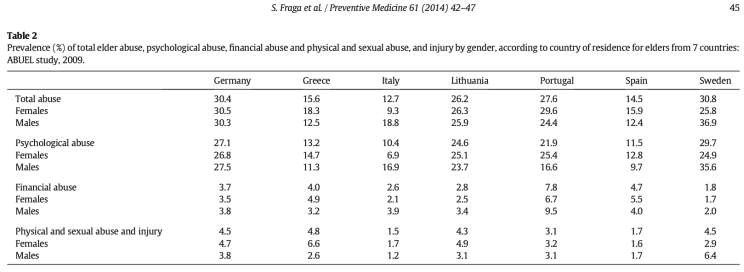 S. Fraga et al. / Preventive Medicine 61 (2014) 42–47 45
Table 2
Prevalence (%) of total elder abuse, psychological abuse, financial abuse and physical and sexual abuse, and injury by gender, according to country of residence for elders from 7 countries:
ABUEL study, 2009.
Germany Greece Italy Lithuania Portugal Spain Sweden
Total abuse 30.4 15.6 12.7 26.2 27.6 14.5 30.8
Females 30.5 18.3 9.3 26.3 29.6 15.9 25.8
Males 30.3 12.5 18.8 25.9 24.4 12.4 36.9
Psychological abuse 27.1 13.2 10.4 24.6 21.9 11.5 29.7
Females 26.8 14.7 6.9 25.1 25.4 12.8 24.9
Males 27.5 11.3 16.9 23.7 16.6 9.7 35.6
Financial abuse 3.7 4.0 2.6 2.8 7.8 4.7 1.8
Females 3.5 4.9 2.1 2.5 6.7 5.5 1.7
Males 3.8 3.2 3.9 3.4 9.5 4.0 2.0
Physical and sexual abuse and injury 4.5 4.8 1.5 4.3 3.1 1.7 4.5
Females 4.7 6.6 1.7 4.9 3.2 1.6 2.9
Males 3.8 2.6 1.2 3.1 3.1 1.7 6.4